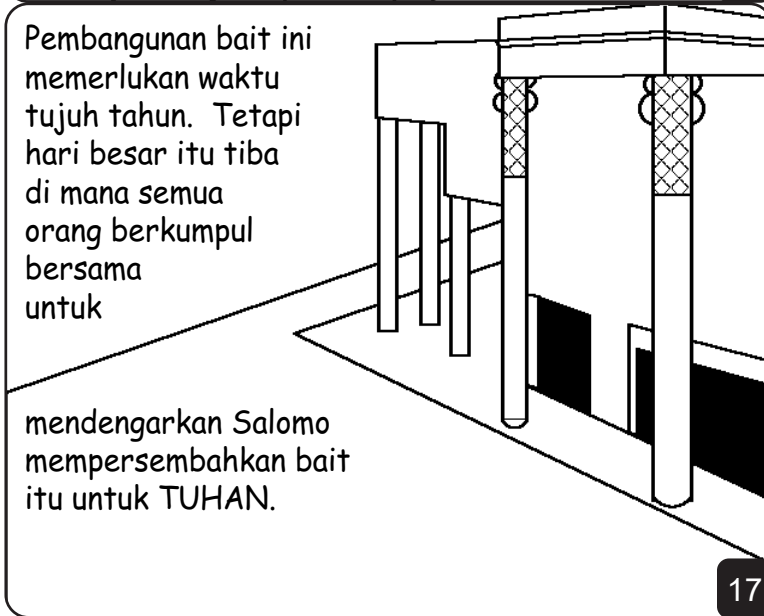 Pembangunan bait ini
memerlukan waktu
tujuh tahun.  Tetapi
hari besar itu tiba
di mana semua
orang berkumpul
bersama
untuk
mendengarkan Salomo
mempersembahkan bait
itu untuk TUHAN.
17